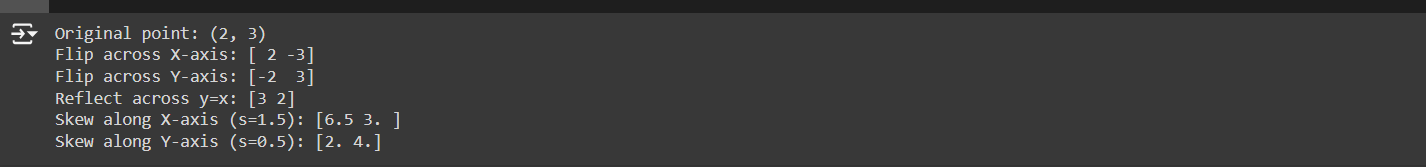 Original point: (2, 3)
Flip across X-axis: [ 2 -3]
Flip across Y-axis: [-2  3]
Reflect across y=x: [3 2]
Skew along X-axis (s=1.5): [6.5 3. ]
Skew along Y-axis (s=0.5): [2. 4.]